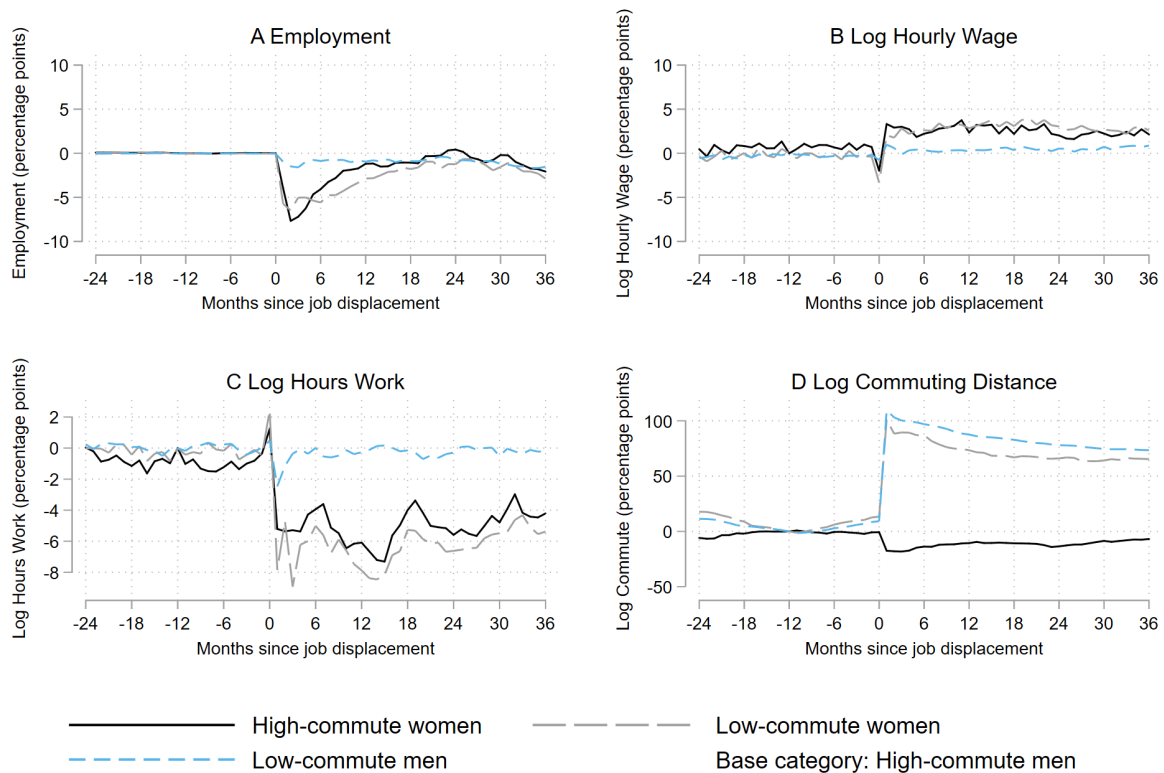 A Employment
Employment (percentage points)
10
5
0
-5
-10
-24 -18 -12 -6 0 6 12 18 24 30 36
Months since job displacement
B Log Hourly Wage
Log Hourly Wage (percentage points)
10
5
0
-5
-10
-24 -18 -12 -6 0 6 12 18 24 30 36
Months since job displacement
C Log Hours Work
Log Hours Work (percentage points)
2
0
-2
-4
-6
-8
-24 -18 -12 -6 0 6 12 18 24 30 36
Months since job displacement
D Log Commuting Distance
Log Commute (percentage points)
100
50
0
-50
-24 -18 -12 -6 0 6 12 18 24 30 36
Months since job displacement
High-commute women
Low-commute women
Low-commute men
Base category: High-commute men